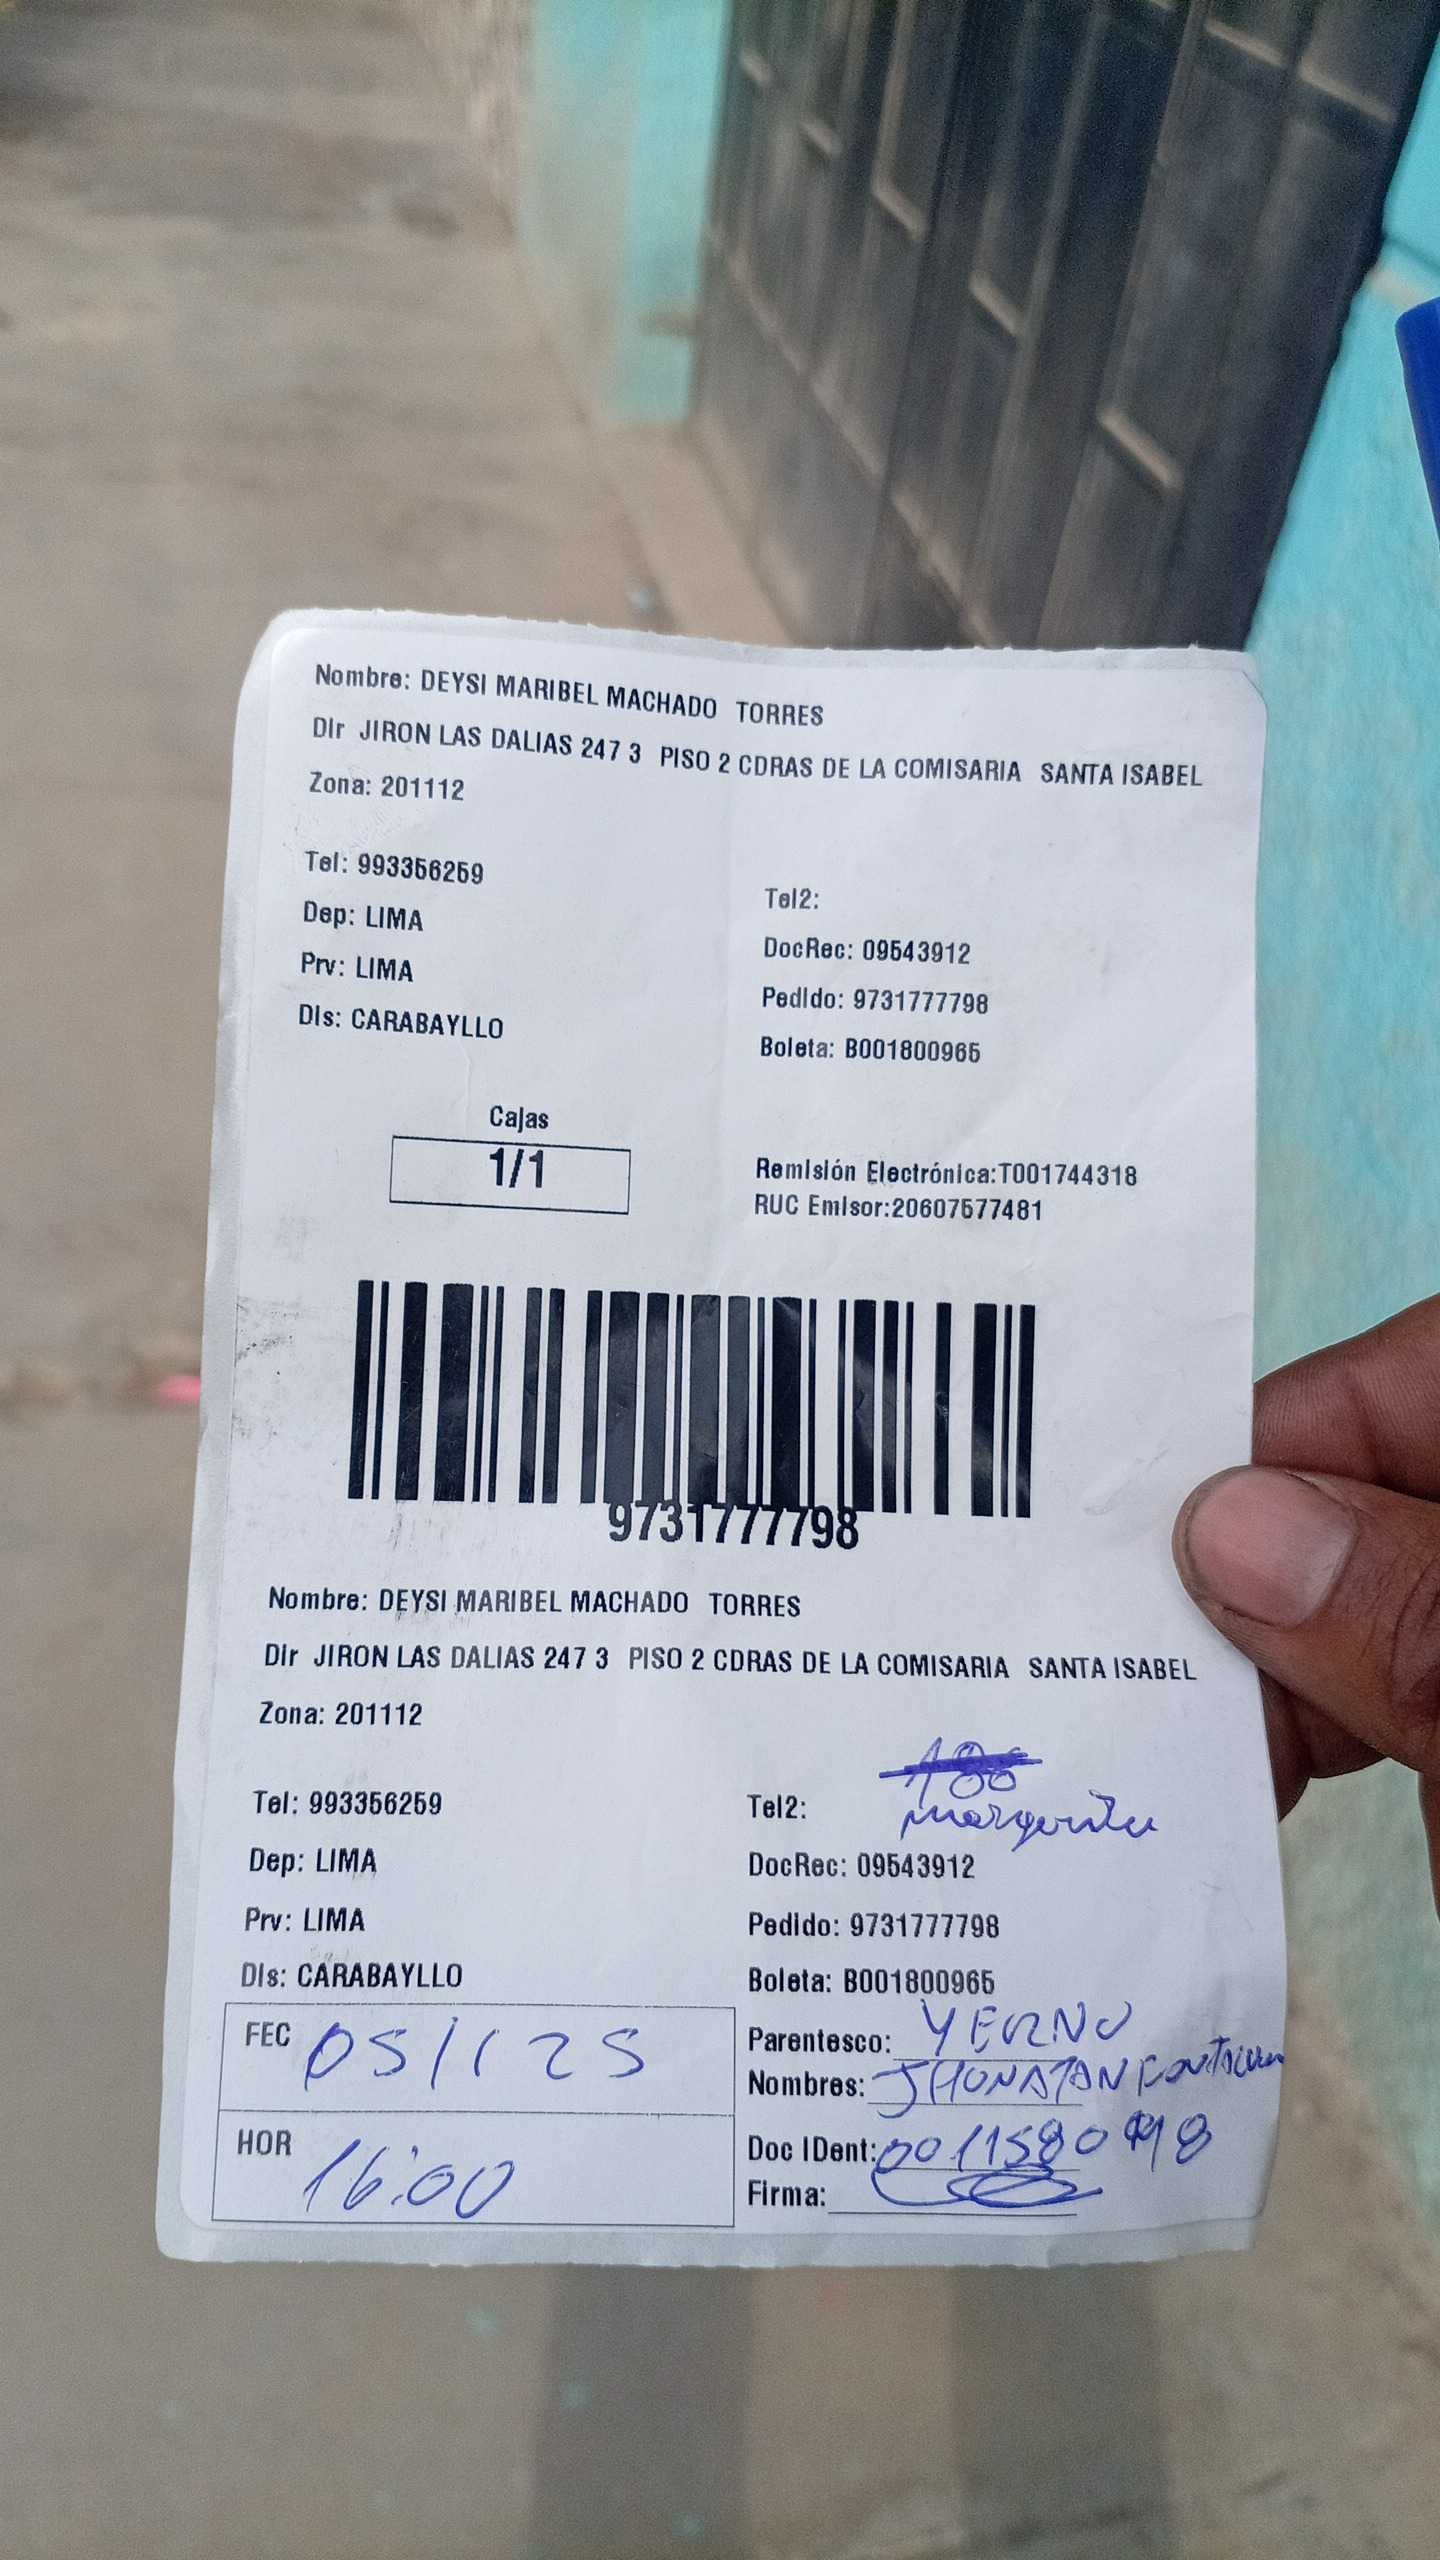 Nombre: DEYSI MARIBEL MACHADO TORRES
Dir JIRON LAS DALIAS 247 3 PISO 2 CDRAS DE LA COMISARIA SANTA ISABEL
Zona: 201112
Tel: 993356259
Tel2:
Dep: LIMA
DocRec: 09543912
Prv: LIMA
Pedido: 9731777798
Dis: CARABAYLLO
Boleta: B001800965
Cajas
1/1
Remisión Electrónica:T001744318
RUC Emisor:20607577481
9731777798
Nombre: DEYSI MARIBEL MACHADO TORRES
Dir JIRON LAS DALIAS 247 3 PISO 2 CDRAS DE LA COMISARIA SANTA ISABEL
Zona: 201112
Tel: 993356259
Tel2:
Dep: LIMA
DocRec: 09543912
Prv: LIMA
Pedido: 9731777798
Dis: CARABAYLLO
Boleta: B001800965
FEC
Parentesco: YERNO
Nombres: JHONATAN
HOR 16:00
Doc IDent:
Firma: